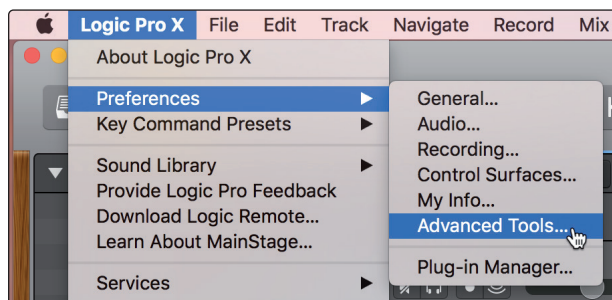 Logic Pro X File Edit Track Navigate Record Mix
About Logic Pro X
Preferences
Key Command Presets
Sound Library
Provide Logic Pro Feedback
Download Logic Remote...
Learn About MainStage...
Services
General...
Audio...
Recording...
Control Surfaces...
My Info...
Advanced Tools...
Plug-in Manager...